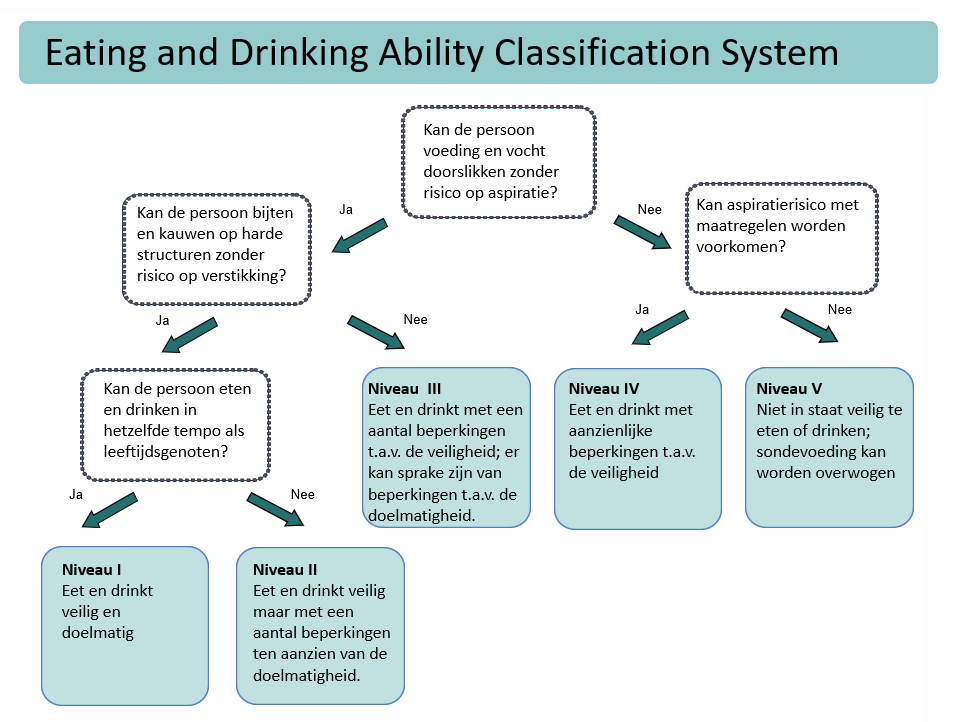 Eating and Drinking Ability Classification System
Kan de persoon
voeding en vocht
doorslikken zonder
risico op aspiratie?
Ja
Nee
Kan de persoon bijten
en kauwen op harde
structuren zonder
risico op verstikking?
Kan aspiratierisico met
maatregelen worden
voorkomen?
Ja
Nee
Ja
Nee
Kan de persoon eten
en drinken in
hetzelfde tempo als
leeftijdsgenoten?
Niveau III
Eet en drinkt met een
aantal beperkingen
t.a.v. de veiligheid; er
kan sprake zijn van
beperkingen t.a.v. de
doelmatigheid.
Niveau IV
Eet en drinkt met
aanzienlijke
beperkingen t.a.v.
de veiligheid
Niveau V
Niet in staat veilig te
eten of drinken;
sondevoeding kan
worden overwogen
Ja
Nee
Niveau I
Eet en drinkt
veilig en
doelmatig
Niveau II
Eet en drinkt veilig
maar met een
aantal beperkingen
ten aanzien van de
doelmatigheid.